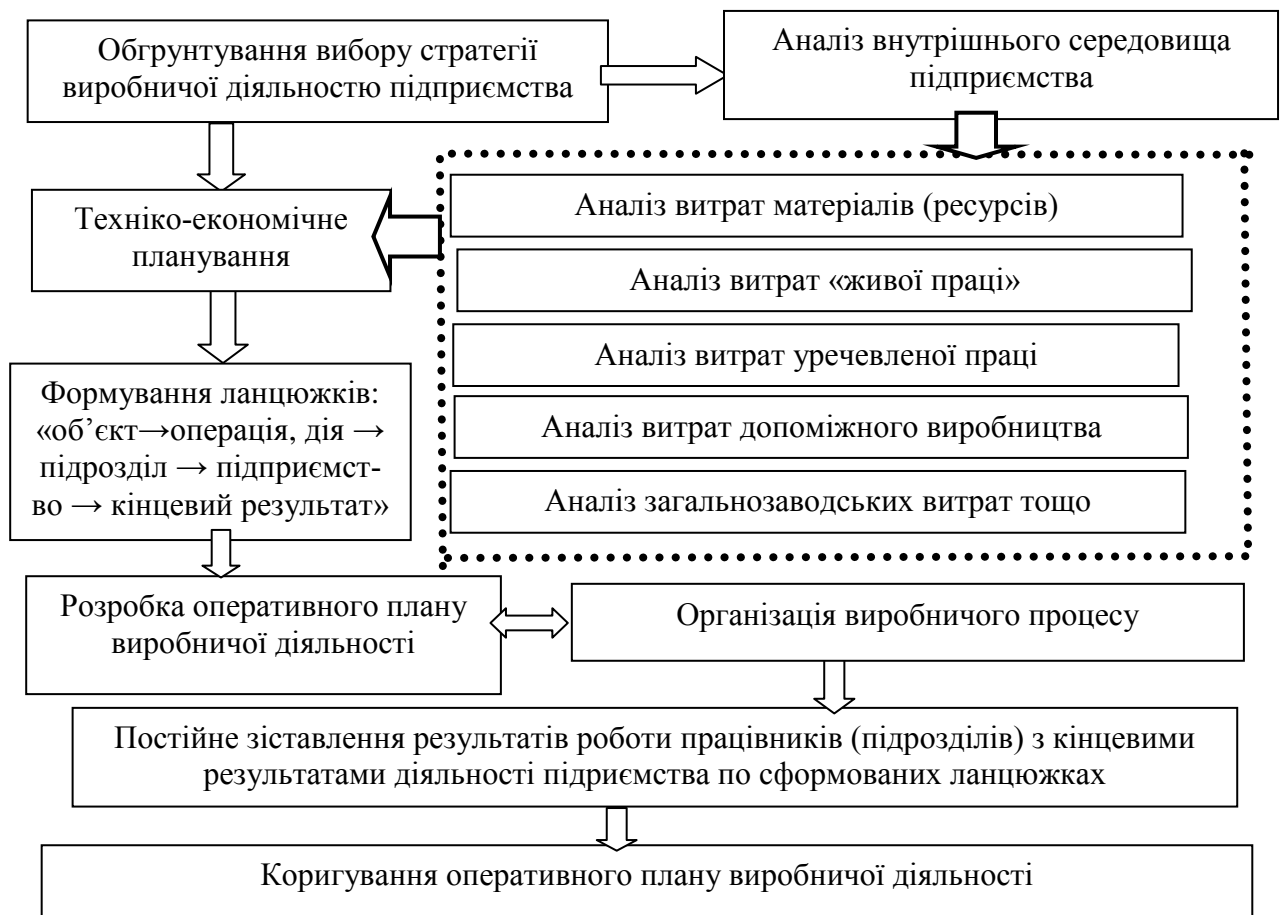 Обгрунтування вибору стратегії
виробничої діяльностю підприємства
Аналіз внутрішнього середовища
підприємства
Аналіз витрат матеріалів (ресурсів)
Техніко-економічне
планування
Аналіз витрат «живої праці»
Аналіз витрат уречевленої праці
Формування ланцюжків:
«об’єкт→операція, дія →
підрозділ → підприємст-
во → кінцевий результат»
Аналіз витрат допоміжного виробництва
Аналіз загальнозаводських витрат тощо
Розробка оперативного плану
виробничої діяльності
Організація виробничого процесу
Постійне зіставлення результатів роботи працівників (підрозділів) з кінцевими
результатами діяльності підриємства по сформованих ланцюжках
Коригування оперативного плану виробничої діяльності